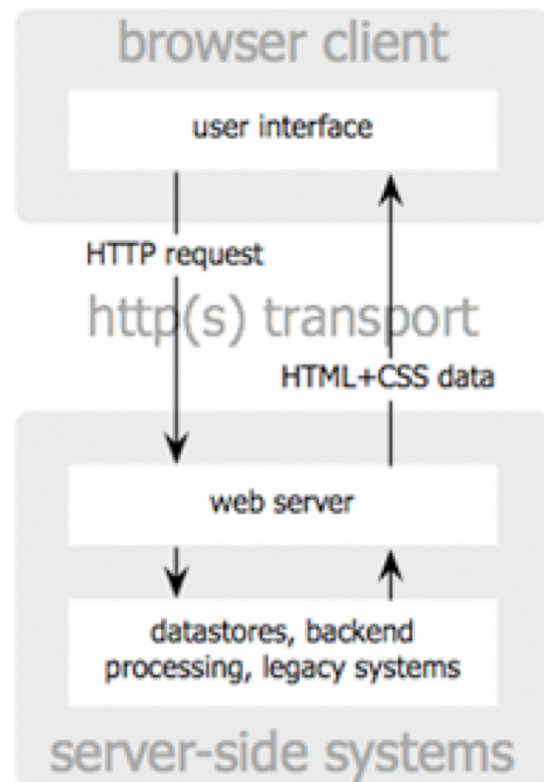 browser client
user interface
HTTP request
http(s) transport
HTML+CSS data
web server
datastores, backend
processing, legacy systems
server-side systems